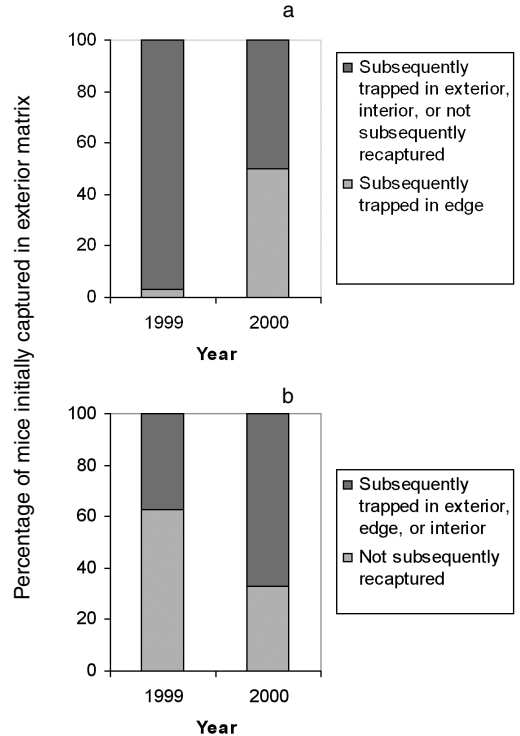 Percentage of mice initially captured in exterior matrix
a
100
80
60
40
20
0
1999
2000
Year
Subsequently
trapped in exterior,
interior, or not
subsequently
recaptured
Subsequently
trapped in edge
b
100
80
60
40
20
0
1999
2000
Year
Subsequently
trapped in exterior,
edge, or interior
Not subsequently
recaptured